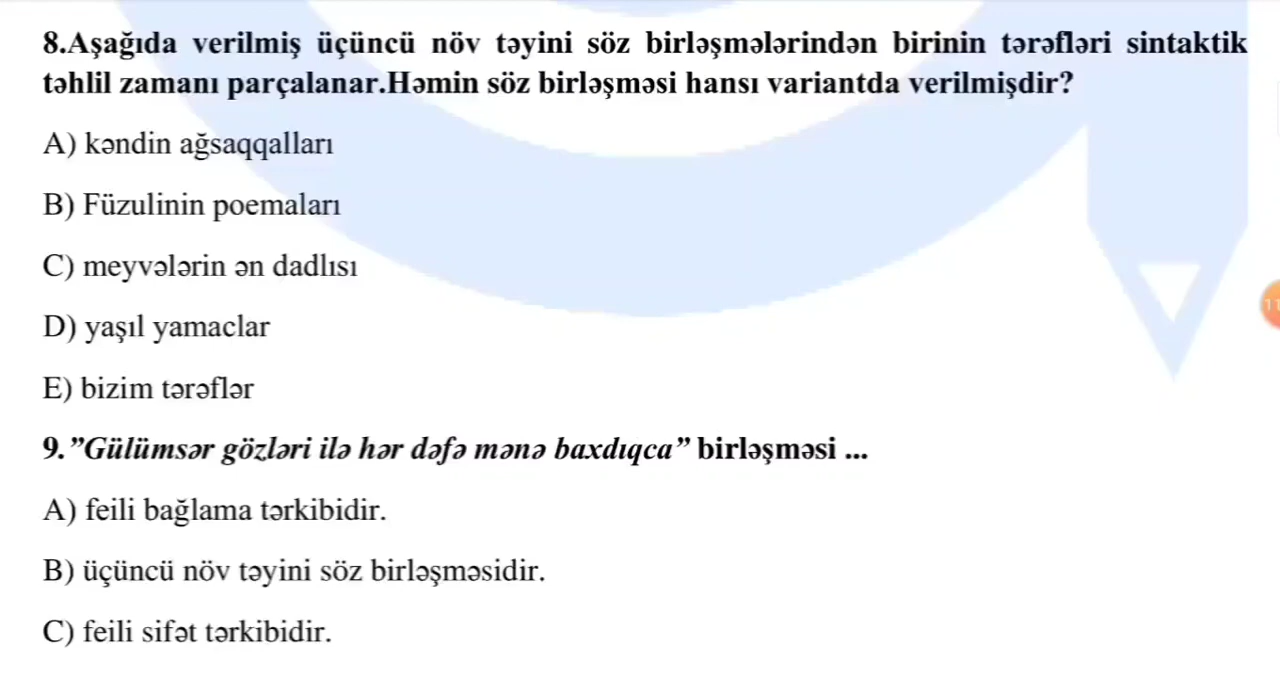 8.Aşağıda verilmiş üçüncü növ təyini söz birləşmələrindən birinin tərəfləri sintaktik
təhlil zamanı parçalanar.Həmin söz birləşməsi hansı variantda verilmişdir?
A) kəndin ağsaqqalları
B) Füzulinin poemaları
C) meyvələrin ən dadlısı
D) yaşıl yamaclar
E) bizim tərəflər
9.”Gülümsər gözləri ilə hər dəfə mənə baxdıqca” birləşməsi ...
A) feili bağlama tərkibidir.
B) üçüncü növ təyini söz birləşməsidir.
C) feili sifət tərkibidir.